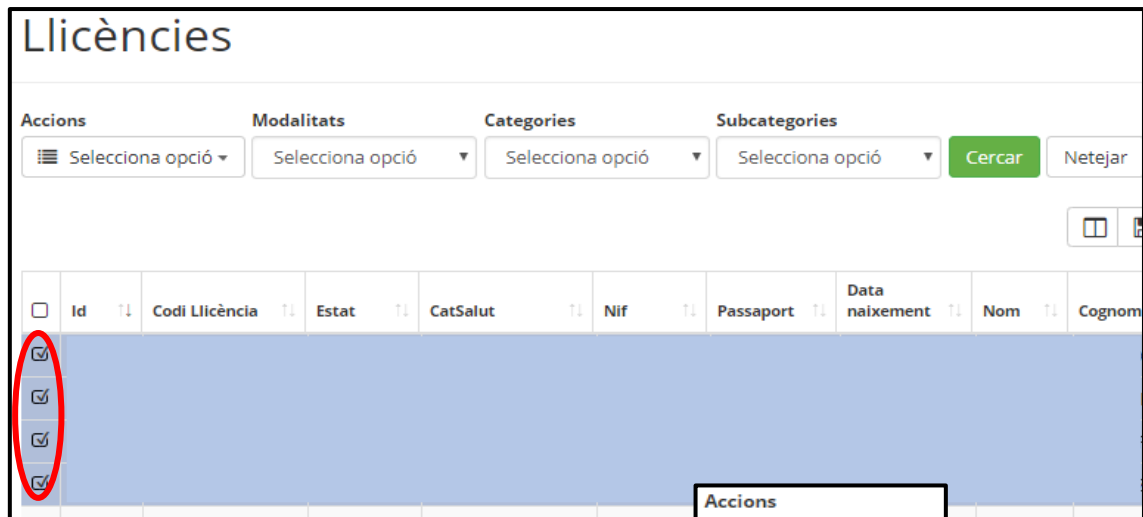 Llicències
Accions Modalitats Categories Subcategories
Selecciona opció Selecciona opció Selecciona opció Selecciona opció Cercar Netejar
Id Codi Llicència Estat CatSalut Nif Passaport Data naixement Nom Cognom
Accions